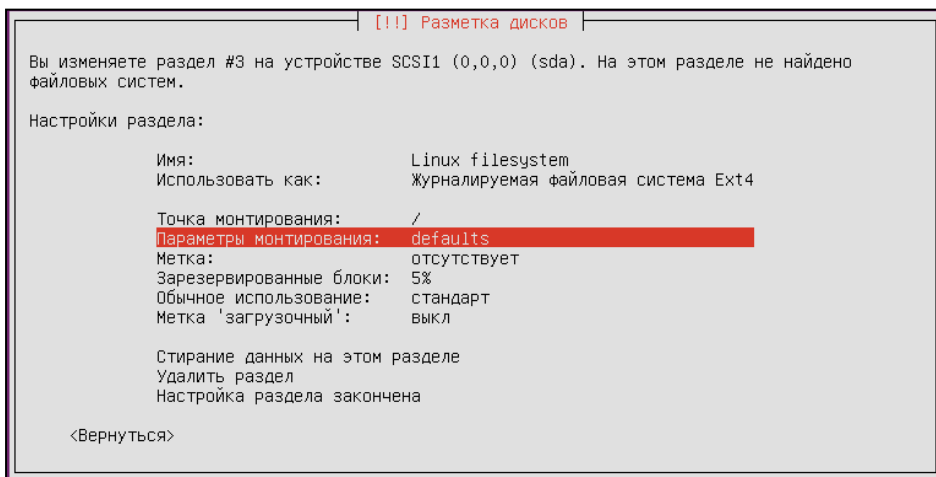 [!!] Разметка дисков
Вы изменяете раздел #3 на устройстве SCSI1 (0,0,0) (sda). На этом разделе не найдено
файловых систем.
Настройки раздела:
Имя: Linux filesystem
Использовать как: Журналируемая файловая система Ext4
Точка монтирования: /
Параметры монтирования: defaults
Метка: отсутствует
Зарезервированные блоки: 5%
Обычное использование: стандарт
Метка 'загрузочный': выкл
Стирание данных на этом разделе
Удалить раздел
Настройка раздела закончена
<Вернуться>